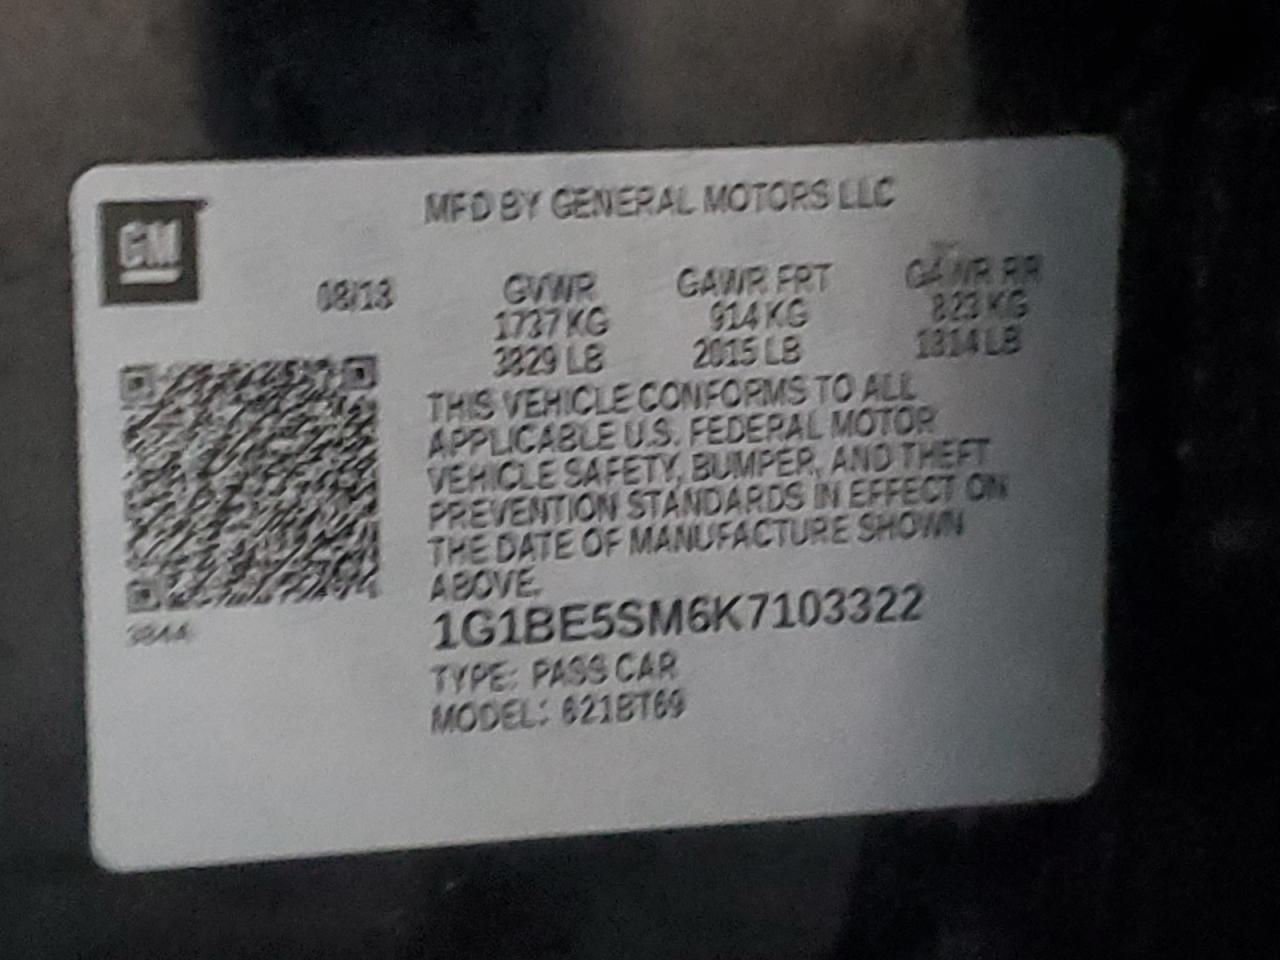 GM
MFD BY GENERAL MOTORS LLC
08/18 GVWR GAWR FRT GAWR RR
1737 KG 914 KG 823 KG
3829 LB 2015 LB 1814 LB
THIS VEHICLE CONFORMS TO ALL
APPLICABLE U.S. FEDERAL MOTOR
VEHICLE SAFETY, BUMPER, AND THEFT
PREVENTION STANDARDS IN EFFECT ON
THE DATE OF MANUFACTURE SHOWN
ABOVE.
1G1BE5SM6K7103322
TYPE: PASS CAR
MODEL: 621BT69